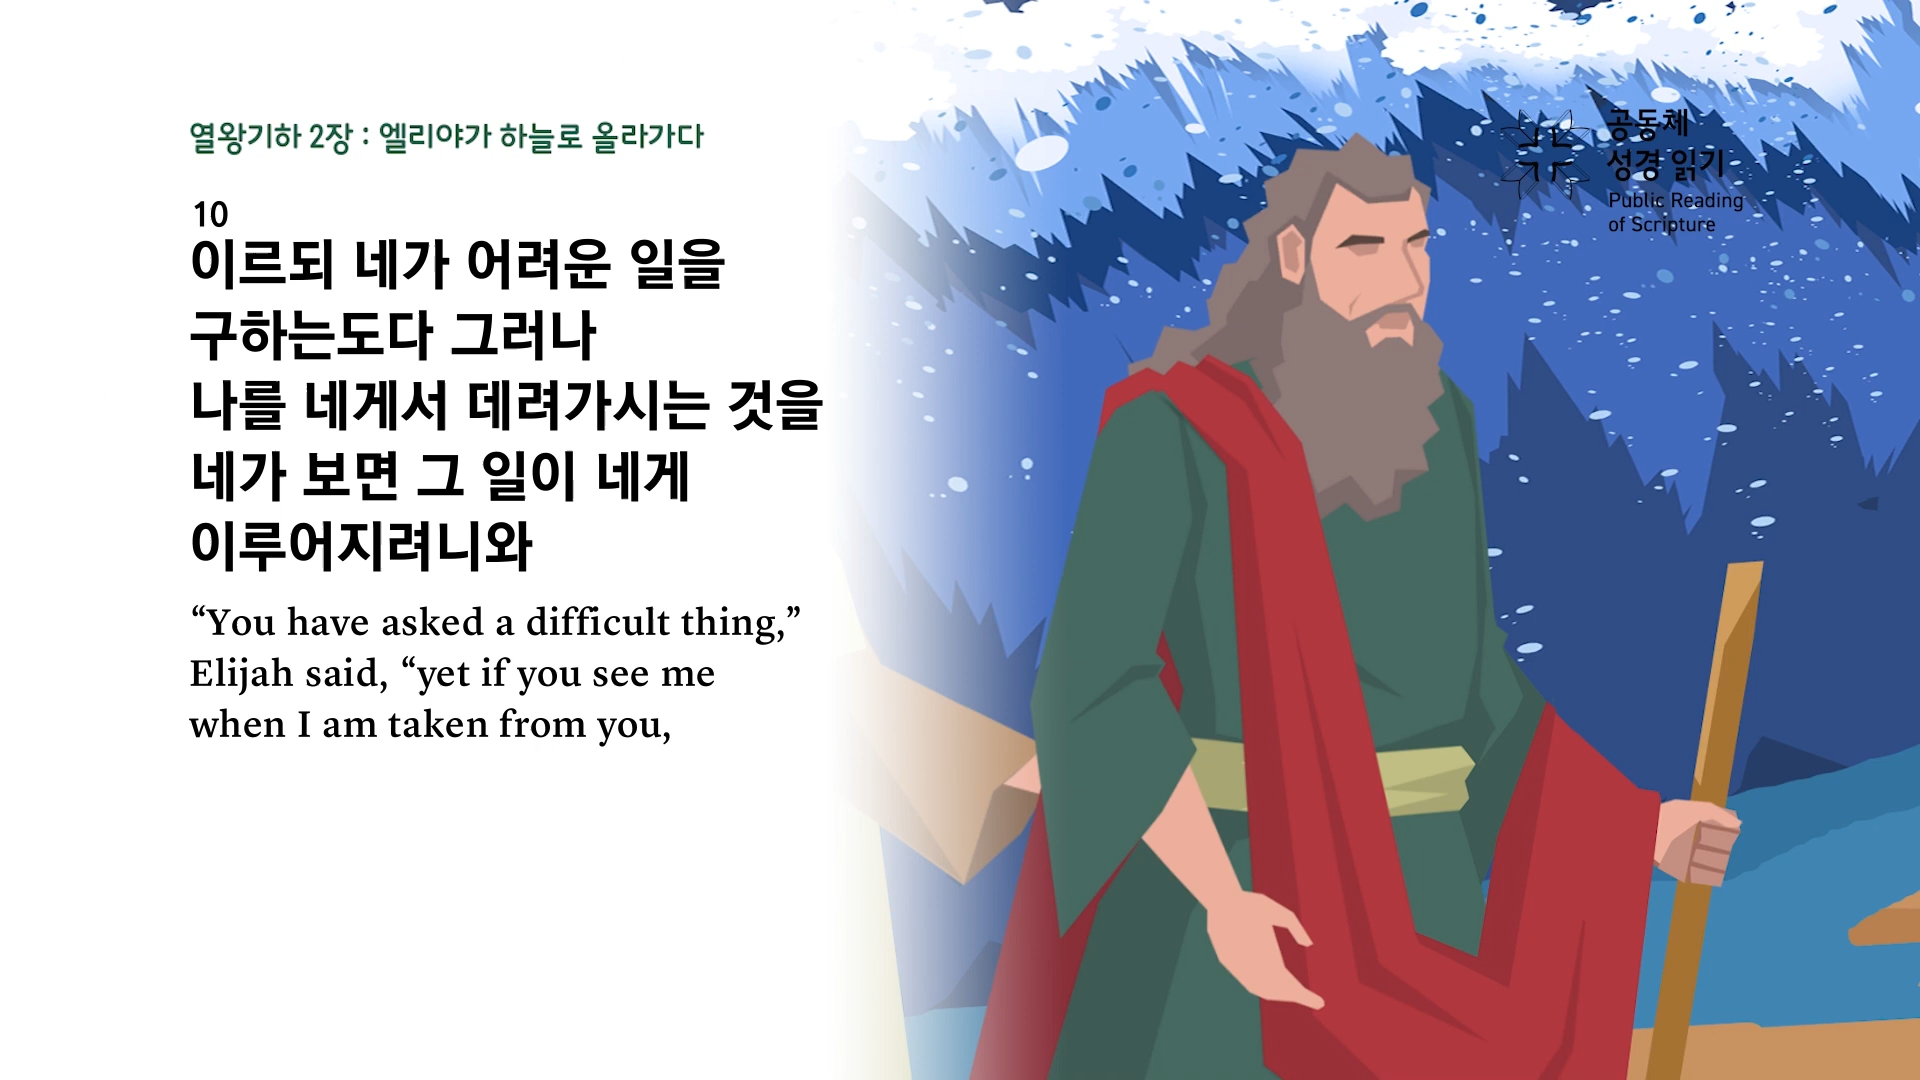 열왕기하 2장 : 엘리야가 하늘로 올라가다
10
이르되 네가 어려운 일을
구하는도다 그러나
나를 네게서 데려가시는 것을
네가 보면 그 일이 네게
이루어지려니와
“You have asked a difficult thing,”
Elijah said, “yet if you see me
when I am taken from you,
공동체
성경 읽기
Public Reading
of Scripture